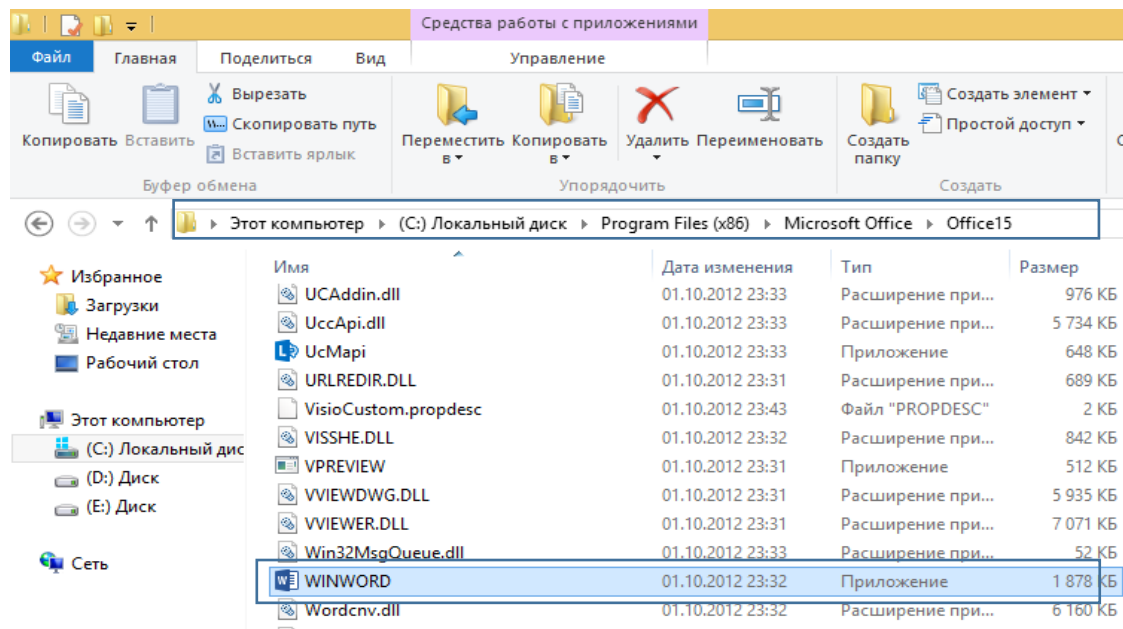 Средства работы с приложениями
Файл Главная Поделиться Вид Управление
Копировать Вставить Вырезать Скопировать путь Вставить ярлык
Переместить в Копировать в Удалить Переименовать
Создать папку Создать элемент Простой доступ
Буфер обмена Упорядочить Создать
Этот компьютер (C:) Локальный диск Program Files (x86) Microsoft Office Office15
Избранное
Загрузки
Недавние места
Рабочий стол
Этот компьютер
(C:) Локальный дис
(D:) Диск
(E:) Диск
Сеть
Имя Дата изменения Тип Размер
UCAddin.dll 01.10.2012 23:33 Расширение при... 976 КБ
UccApi.dll 01.10.2012 23:33 Расширение при... 5 734 КБ
UcMapi 01.10.2012 23:33 Приложение 648 КБ
URLREDIR.DLL 01.10.2012 23:31 Расширение при... 689 КБ
VisioCustom.propdesc 01.10.2012 23:43 Файл "PROPDESC" 2 КБ
VISSHE.DLL 01.10.2012 23:32 Расширение при... 842 КБ
VPREVIEW 01.10.2012 23:31 Приложение 512 КБ
VVIEWDWG.DLL 01.10.2012 23:31 Расширение при... 5 935 КБ
VVIEWER.DLL 01.10.2012 23:31 Расширение при... 7 071 КБ
Win32MsgQueue.dll 01.10.2012 23:33 Расширение при... 52 КБ
WINWORD 01.10.2012 23:32 Приложение 1 878 КБ
Wordcnv.dll 01.10.2012 23:32 Расширение при... 6 160 КБ